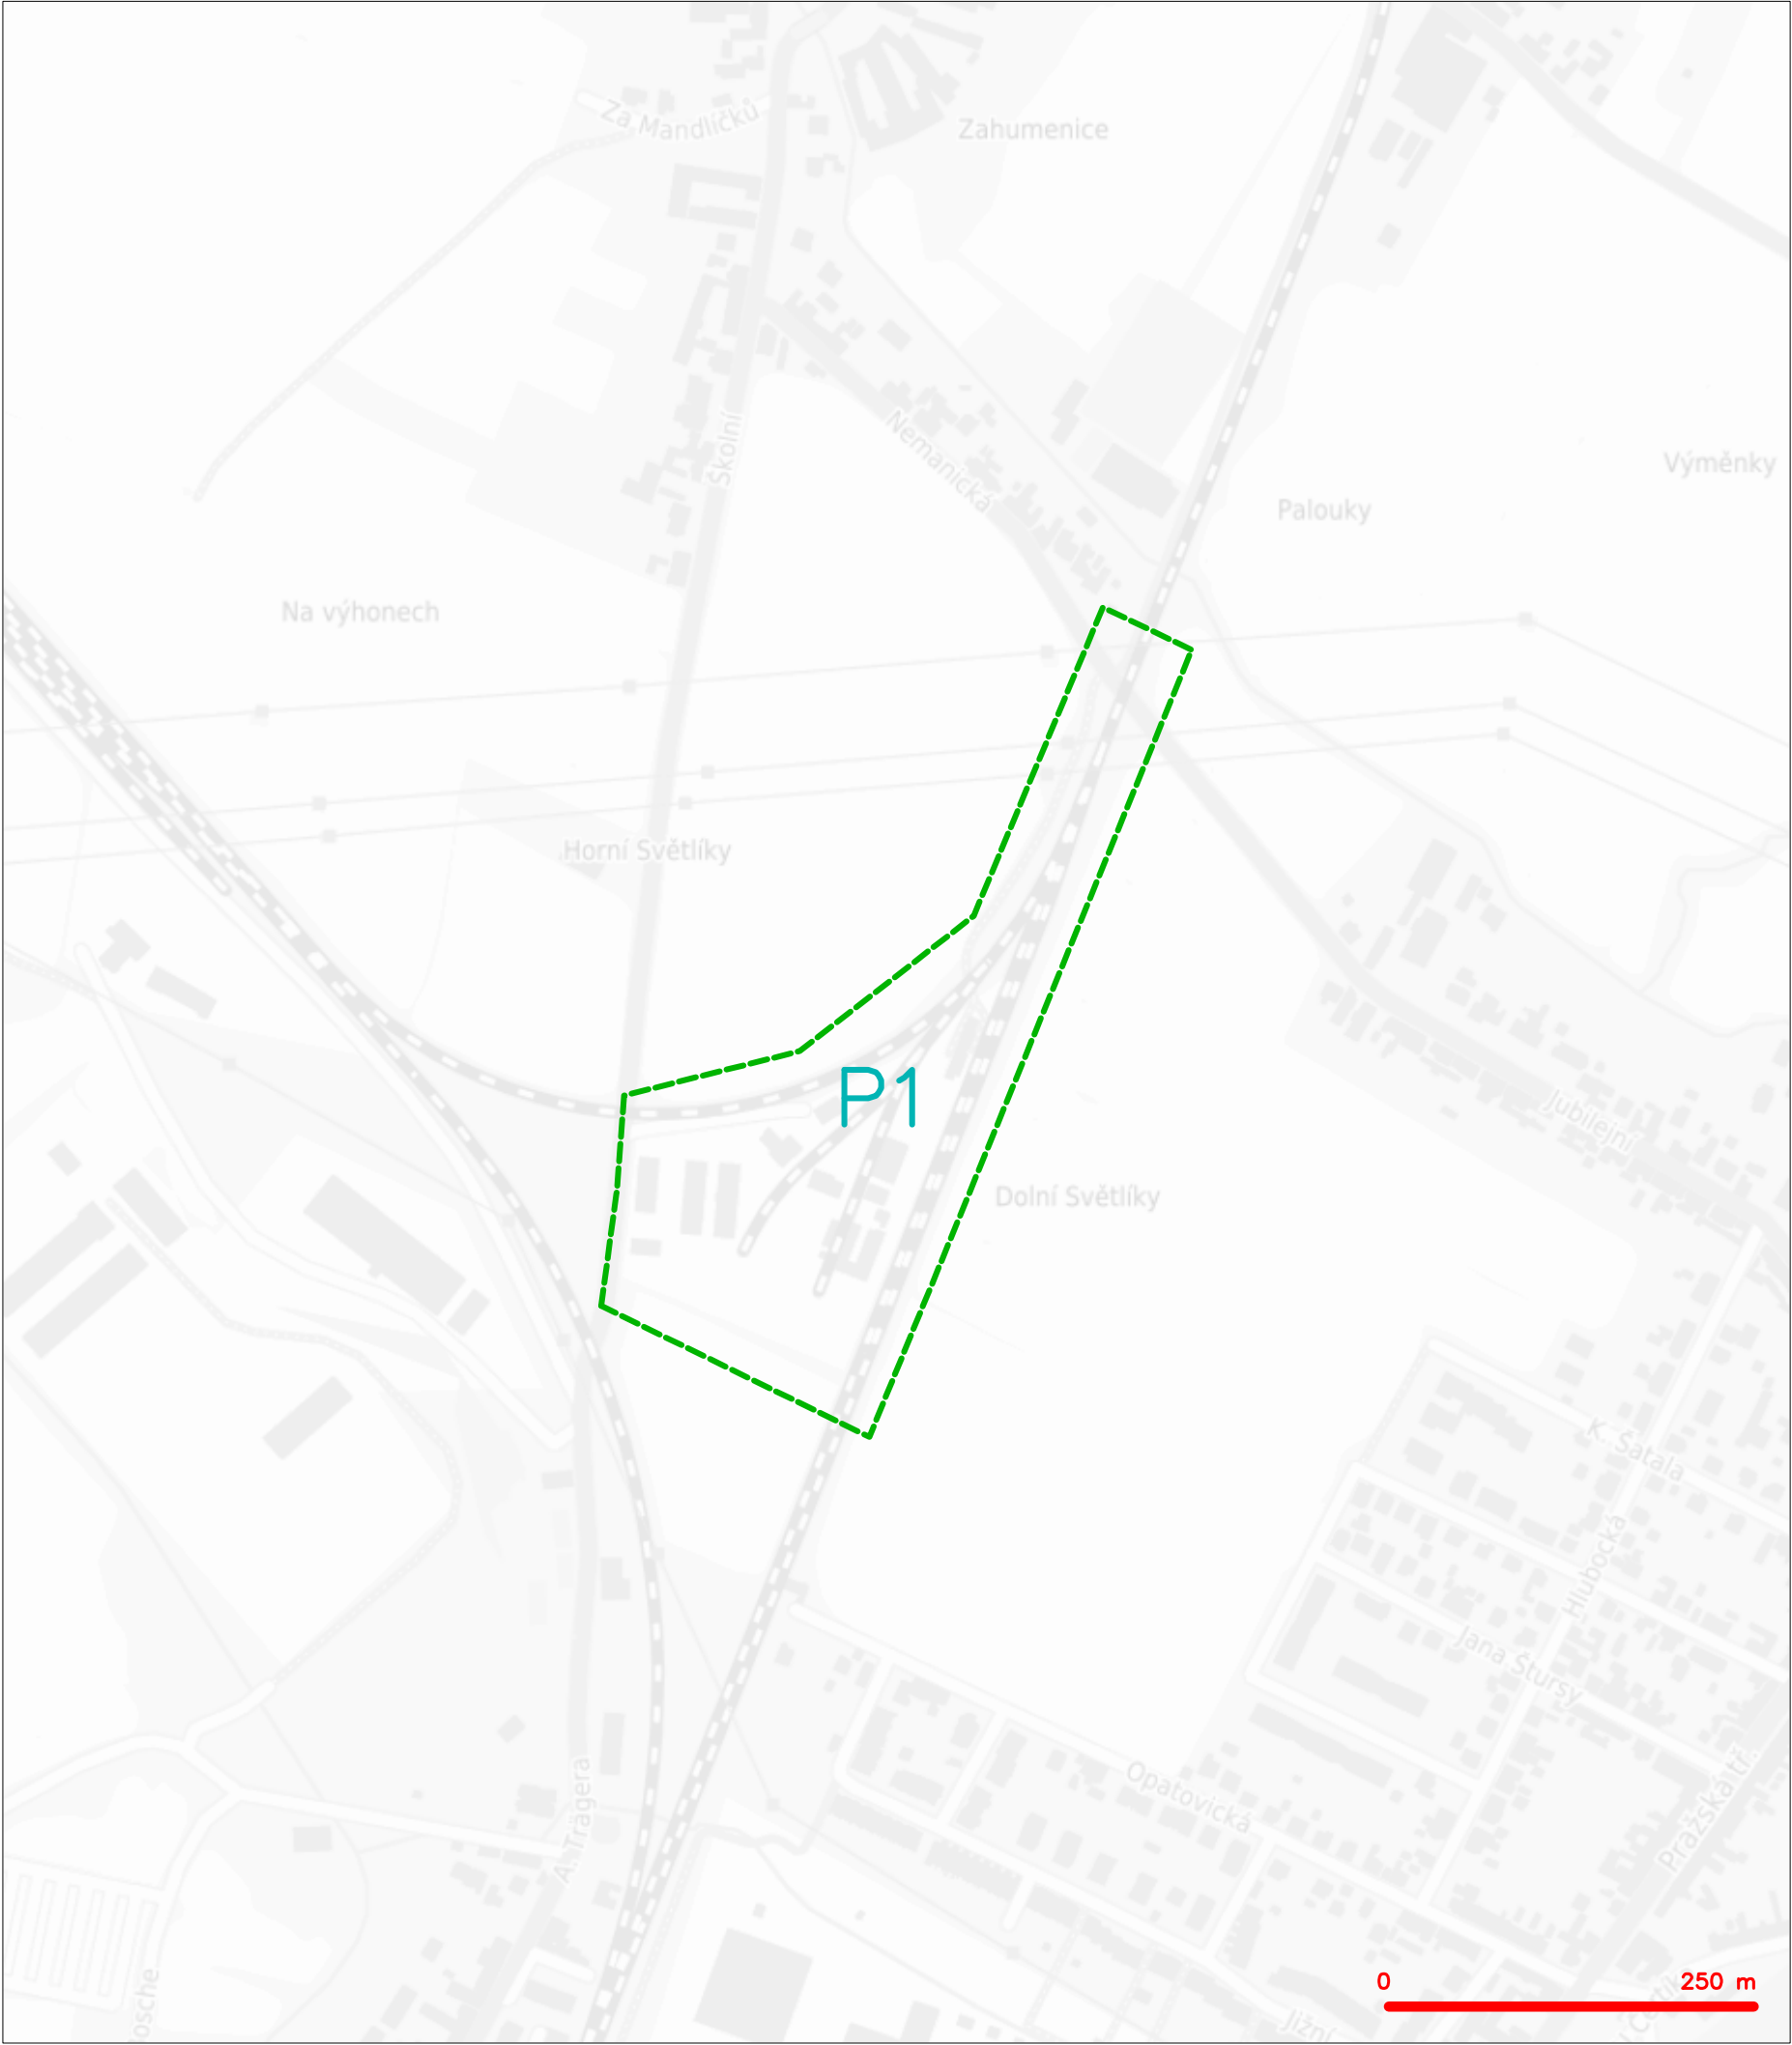 Za Mandlíčků
Zahumenice
Školní
Nemanická
Výměnky
Palouky
Na výhonech
Horní Světlíky
P1
Jubilejní
Dolní Světlíky
K. Šatala
Hlubocká
Jana Štursy
Opatovická
Pražská tř.
A. Trägera
0
250 m
Jižní